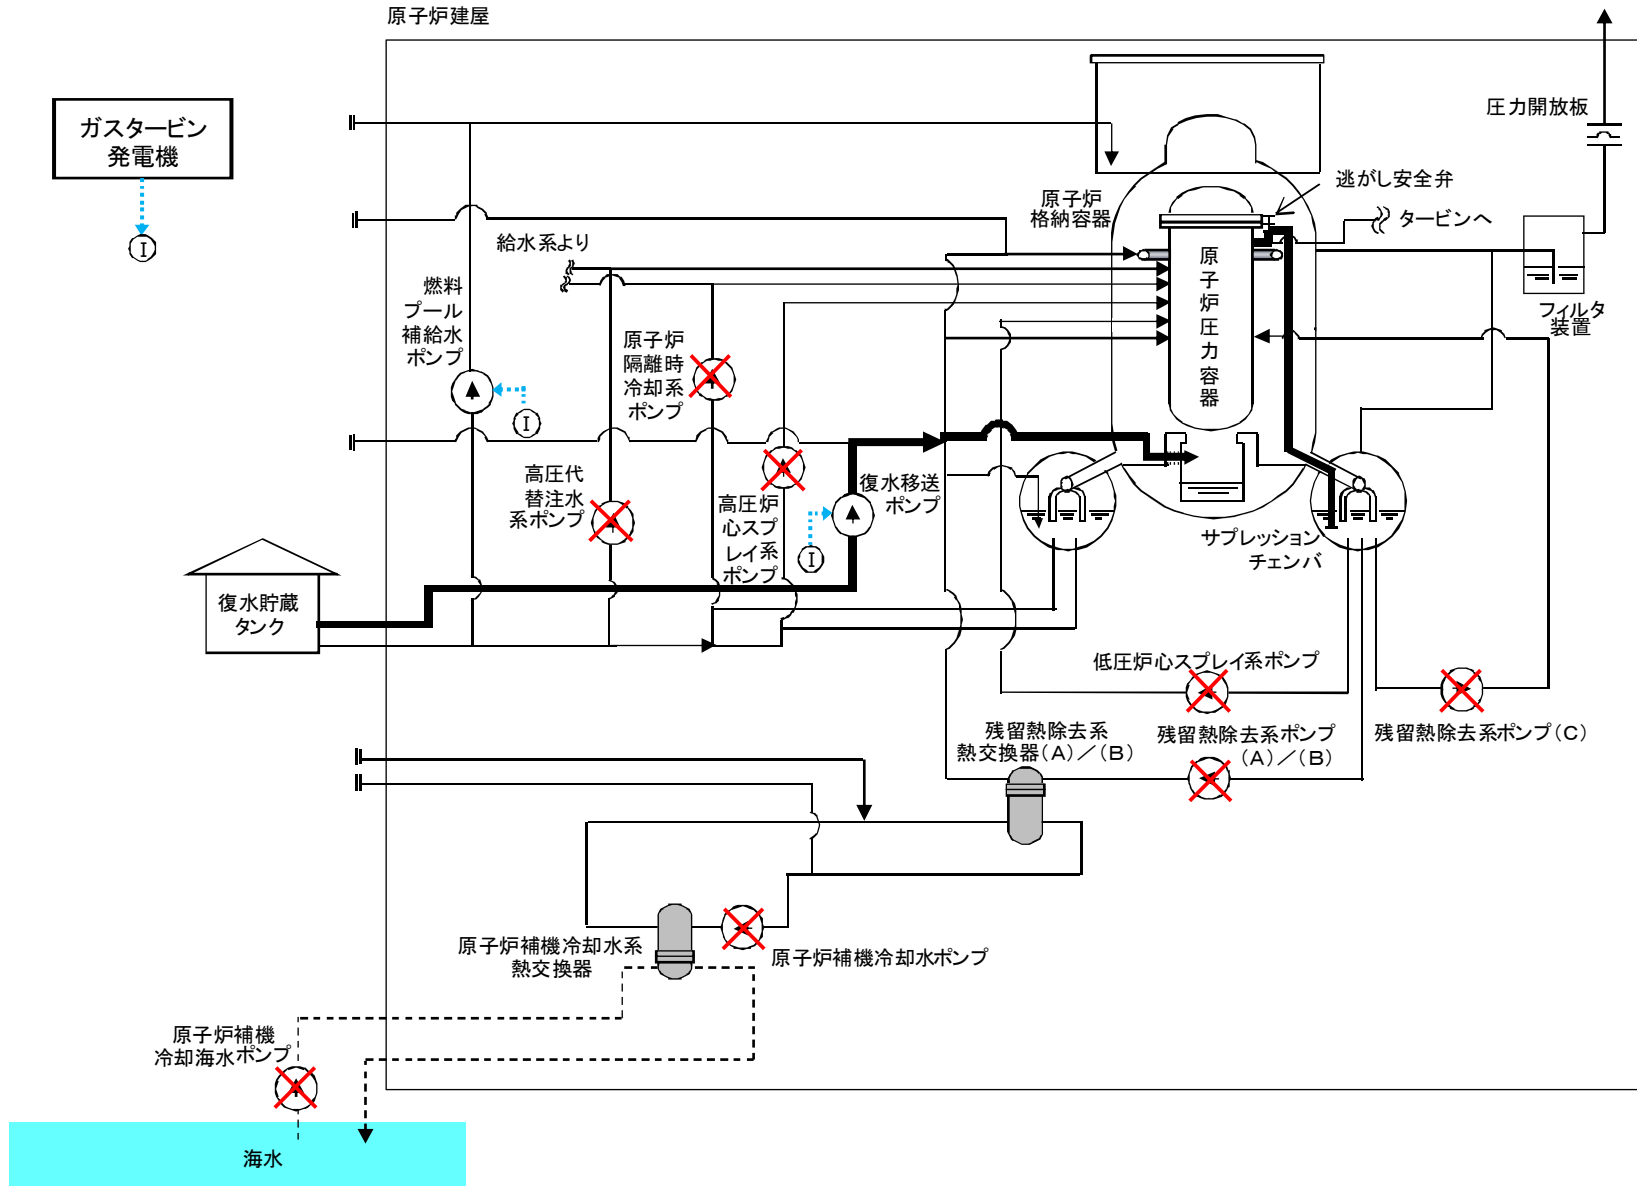 原子炉建屋
ガスタービン
発電機
I
圧力開放板
逃がし安全弁
タービンへ
原子炉
格納容器
給水系より
原子炉圧力容器
フィルタ
装置
燃料
プール
補給水
ポンプ
I
原子炉
隔離時
冷却系
ポンプ
高圧代
替注水
系ポンプ
高圧炉
心スプ
レイ系
ポンプ
復水移送
ポンプ
I
サプレッション
チェンバ
復水貯蔵
タンク
低圧炉心スプレイ系ポンプ
残留熱除去系
熱交換器(A)/(B)
残留熱除去系ポンプ
(A)/(B)
残留熱除去系ポンプ(C)
原子炉補機冷却水系
熱交換器
原子炉補機冷却水ポンプ
原子炉補機
冷却海水ポンプ
海水